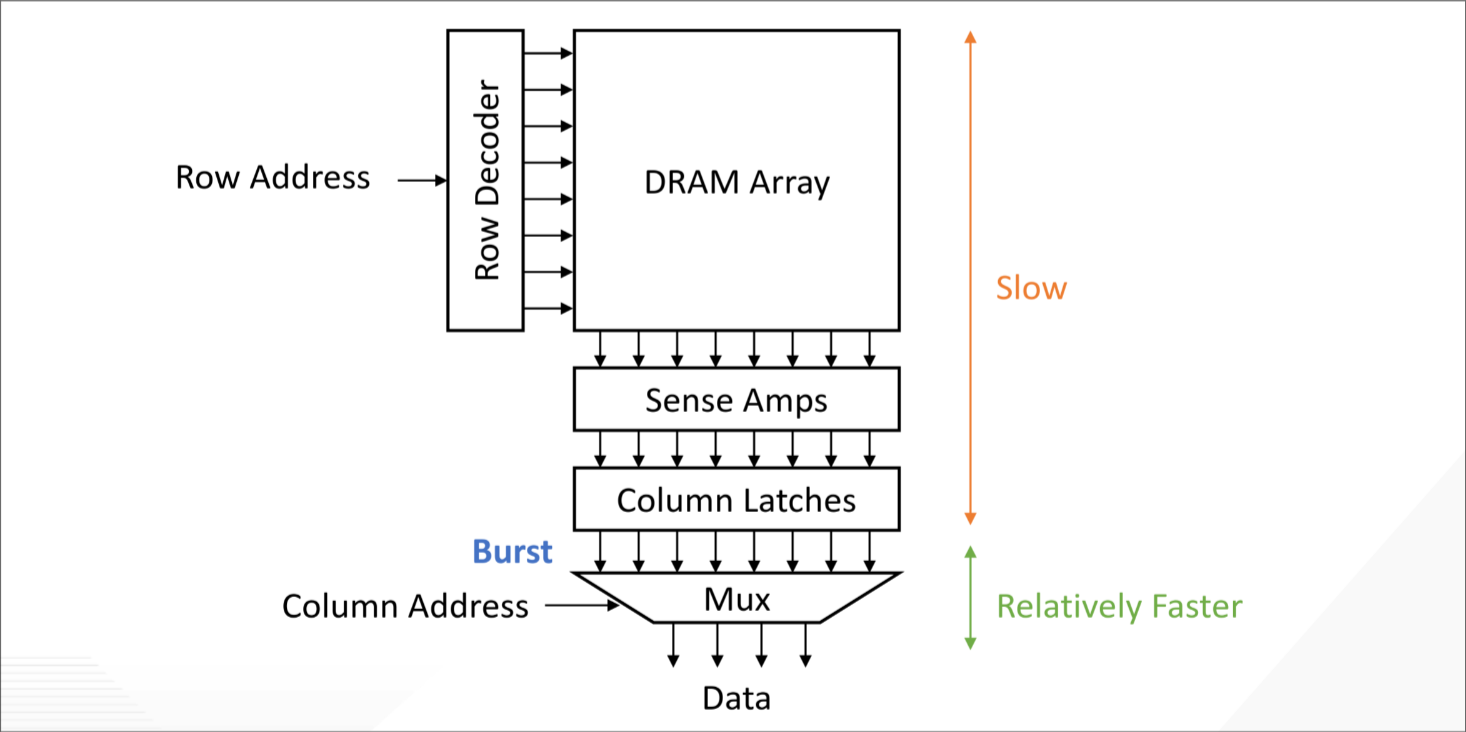 Row Address
Row Decoder
DRAM Array
Slow
Sense Amps
Column Latches
Burst
Column Address
Mux
Relatively Faster
Data